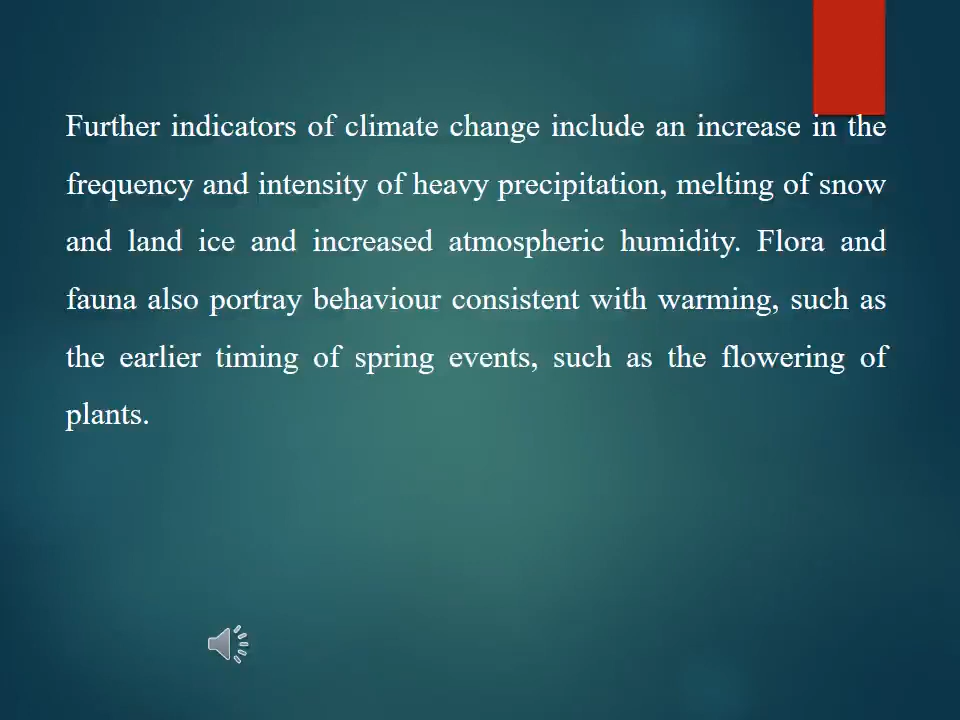 Further indicators of climate change include an increase in the
frequency and intensity of heavy precipitation, melting of snow
and land ice and increased atmospheric humidity. Flora and
fauna also portray behaviour consistent with warming, such as
the earlier timing of spring events, such as the flowering of
plants.